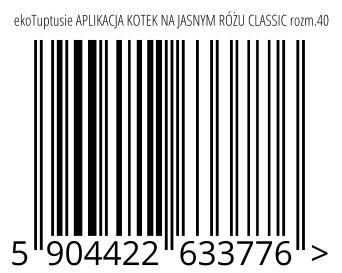 ekoTuptusie APLIKACJA KOTEK NA JASNYM RÓŻU CLASSIC rozm.40
5 904422 633776 >